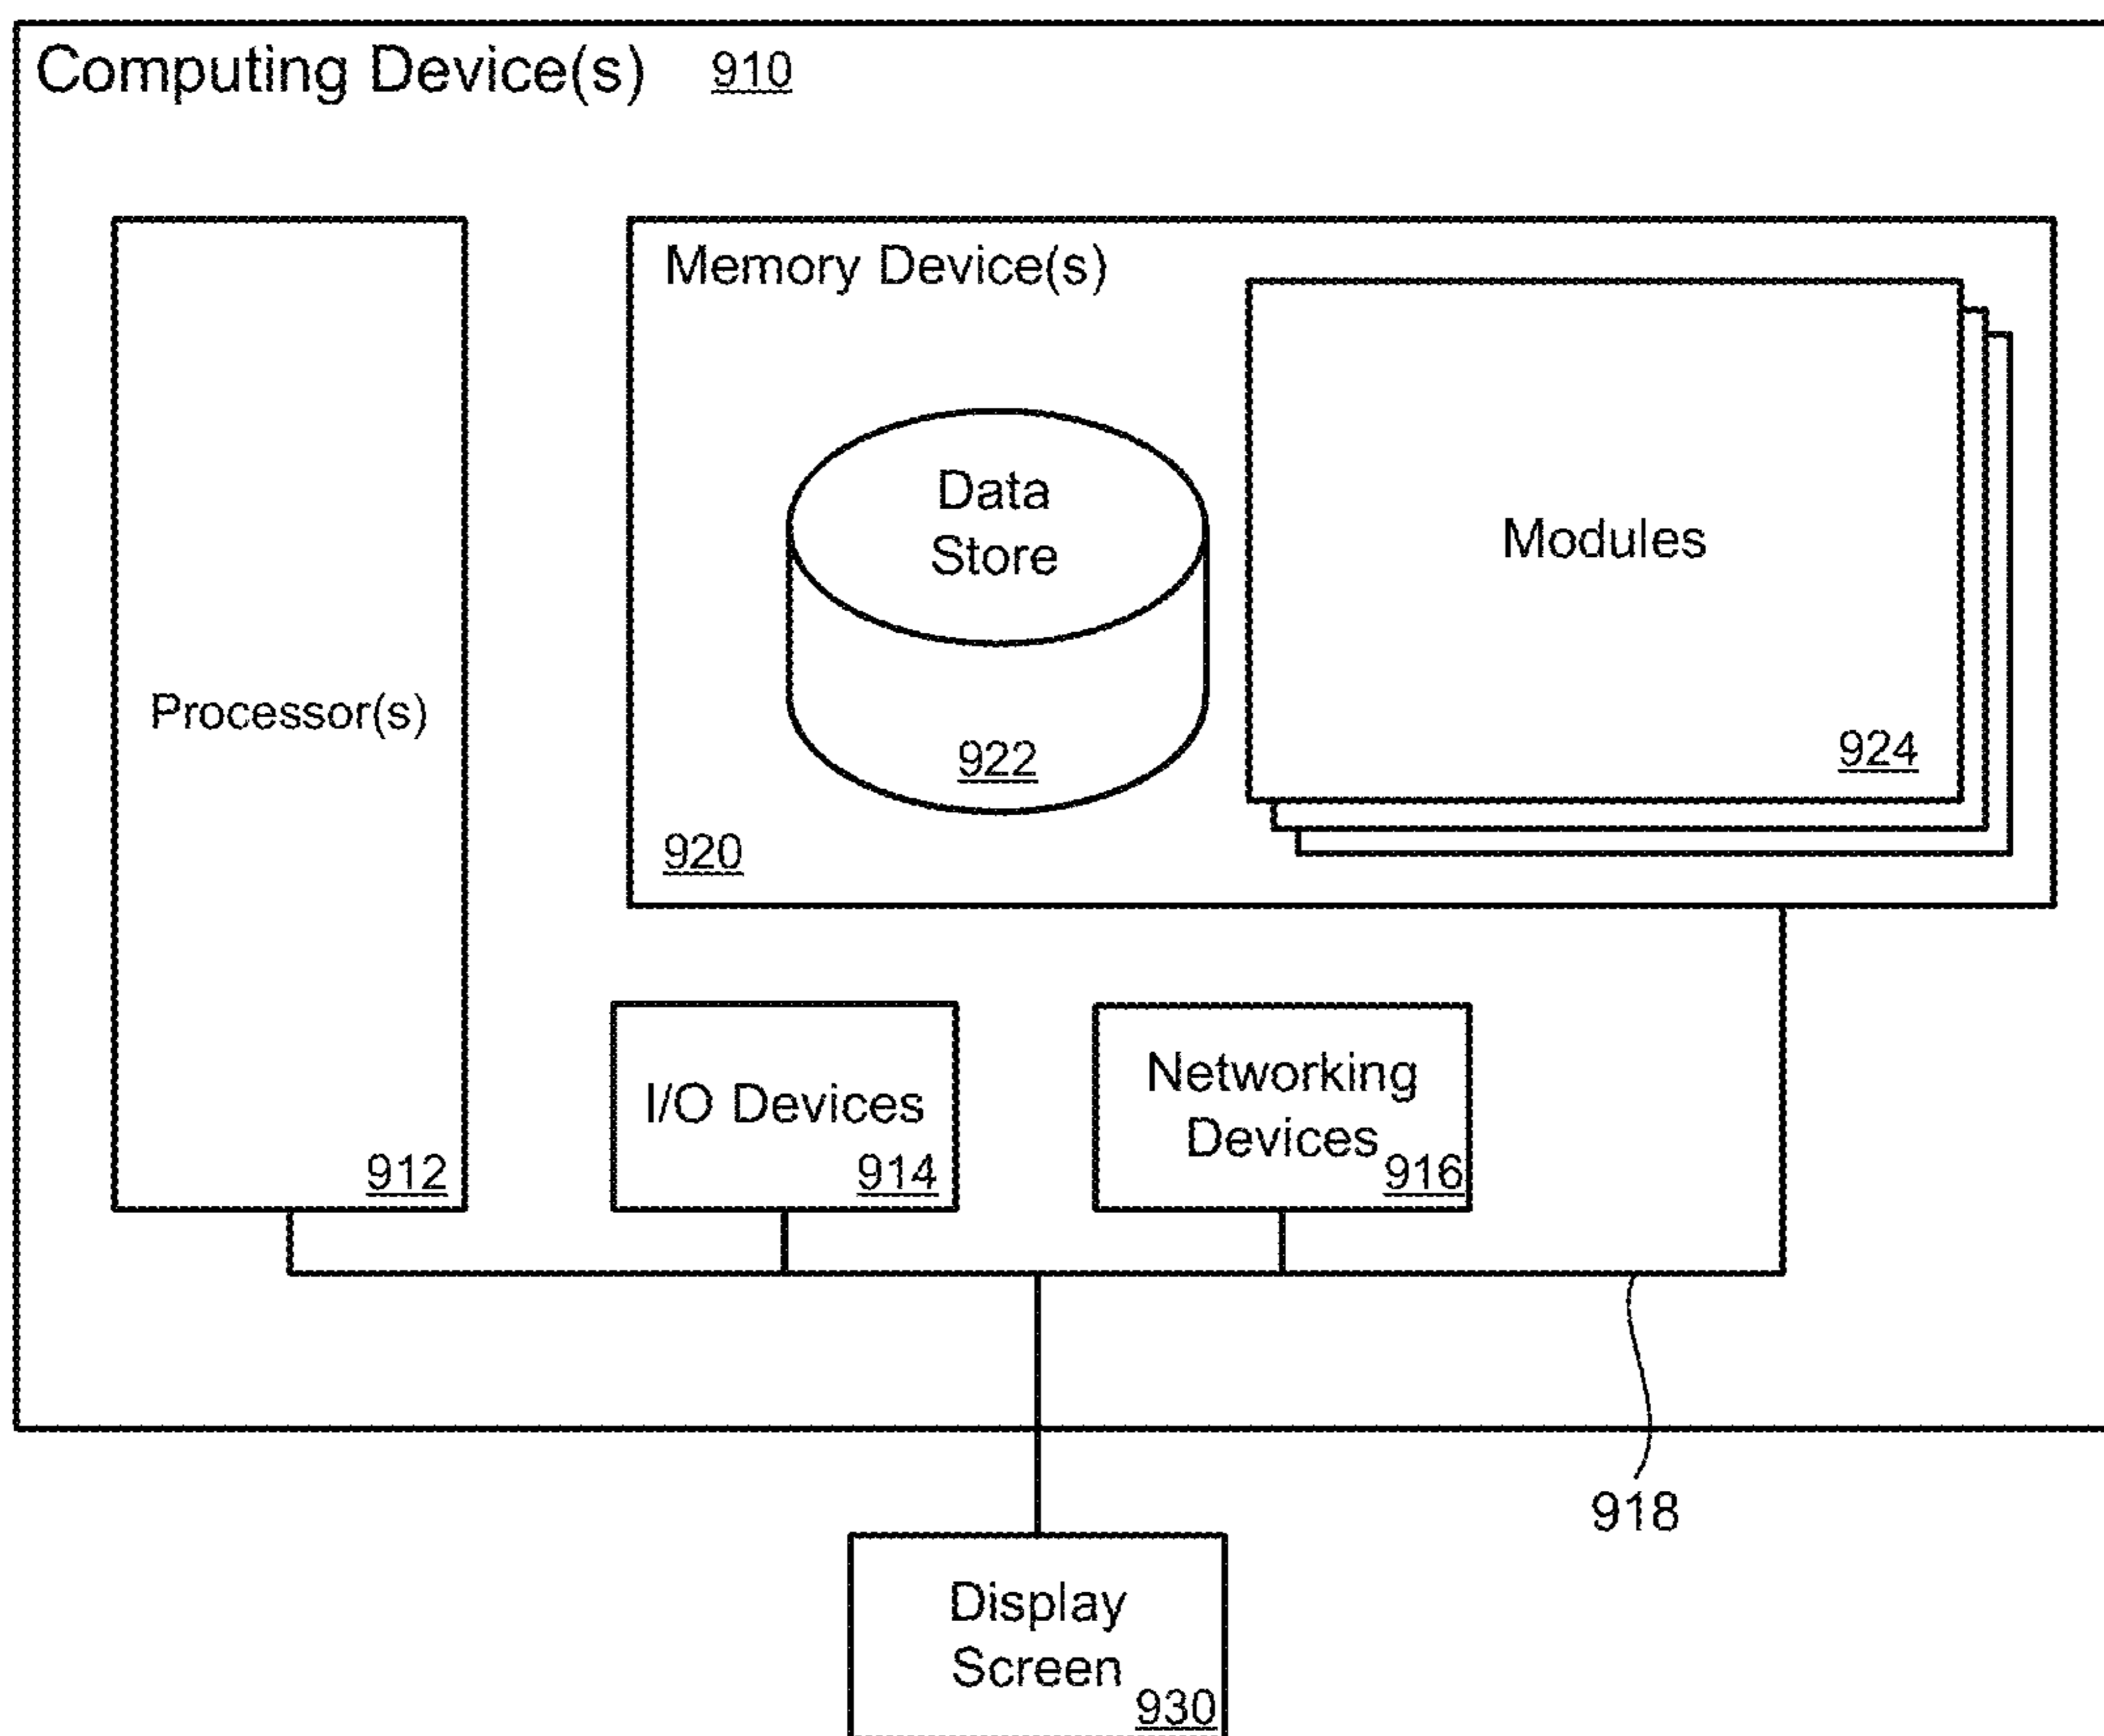 Computing Device(s) 910
Memory Device(s)
Data
Store
922
Modules
924
920
Processor(s)
912
I/O Devices
914
Networking
Devices
916
918
Display
Screen
930